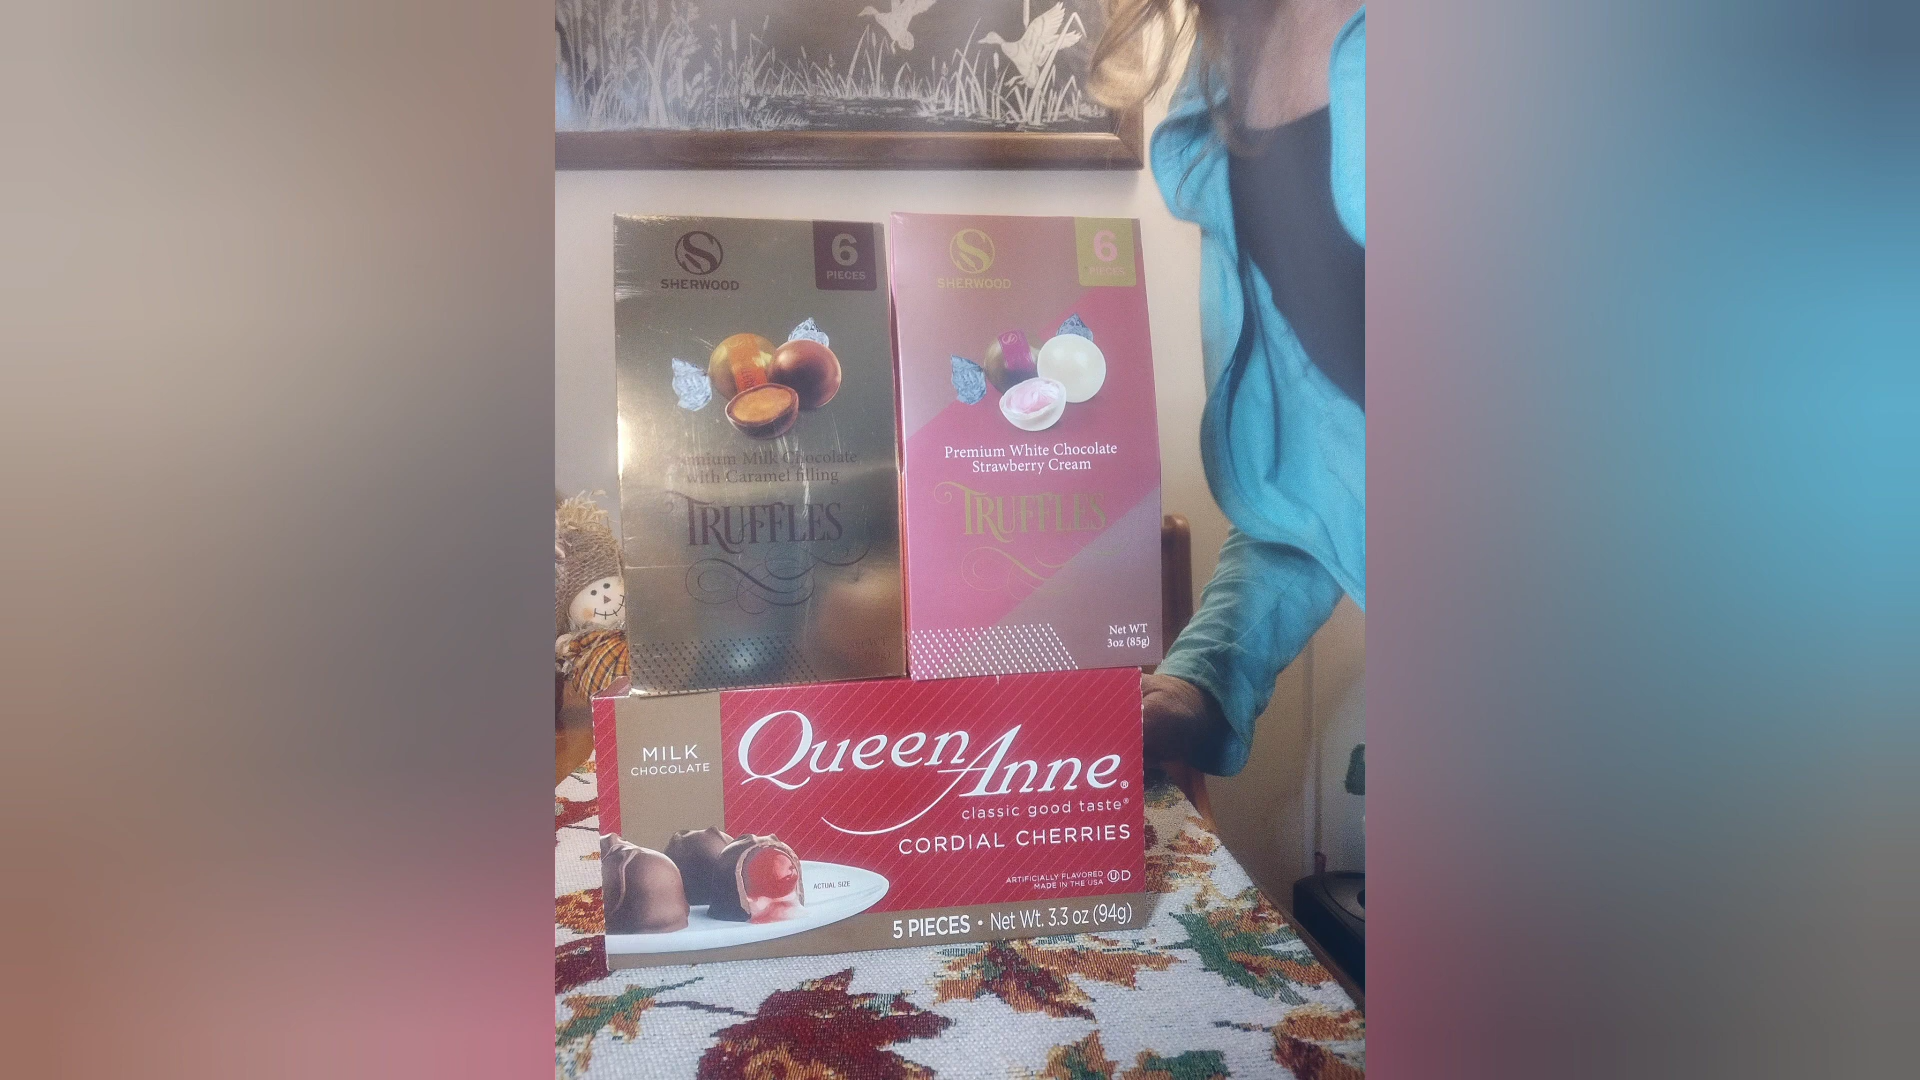 SHERWOOD
6
PIECES
Premium Milk Chocolate
with Caramel filling
TRUFFLES
SHERWOOD
6
PIECES
Premium White Chocolate
Strawberry Cream
TRUFFLES
Net WT
3oz (85g)
MILK
CHOCOLATE
Queen Anne®
classic good taste®
CORDIAL CHERRIES
ACTUAL SIZE
ARTIFICIALLY FLAVORED
MADE IN THE USA Ⓤ D
5 PIECES • Net Wt. 3.3 oz (94g)